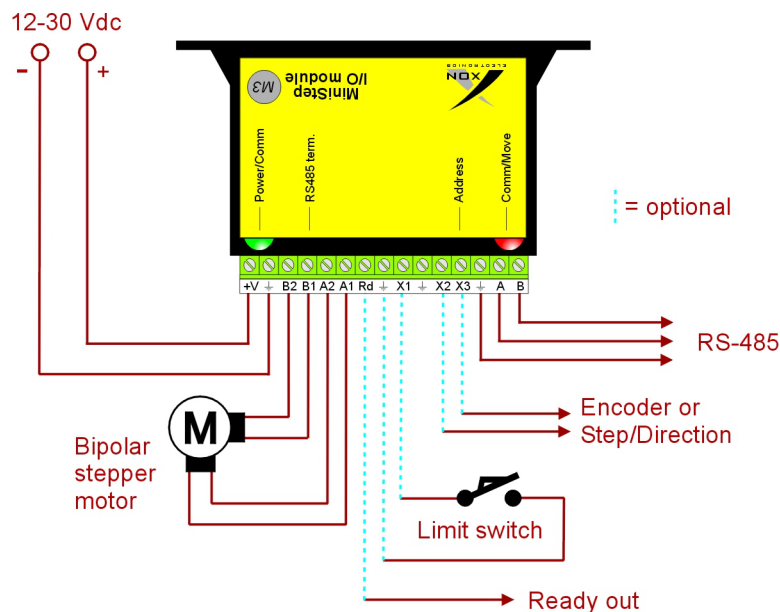 12-30 Vdc
- +
MiniStep
I/O module
M3
XON
ELECTRONICS
Power/Comm
RS485 term.
Address
Comm/Move
= optional
+V B2 B1 A2 A1 Rd X1 X2 X3 A B
RS-485
Encoder or
Step/Direction
M
Bipolar
stepper
motor
Limit switch
Ready out